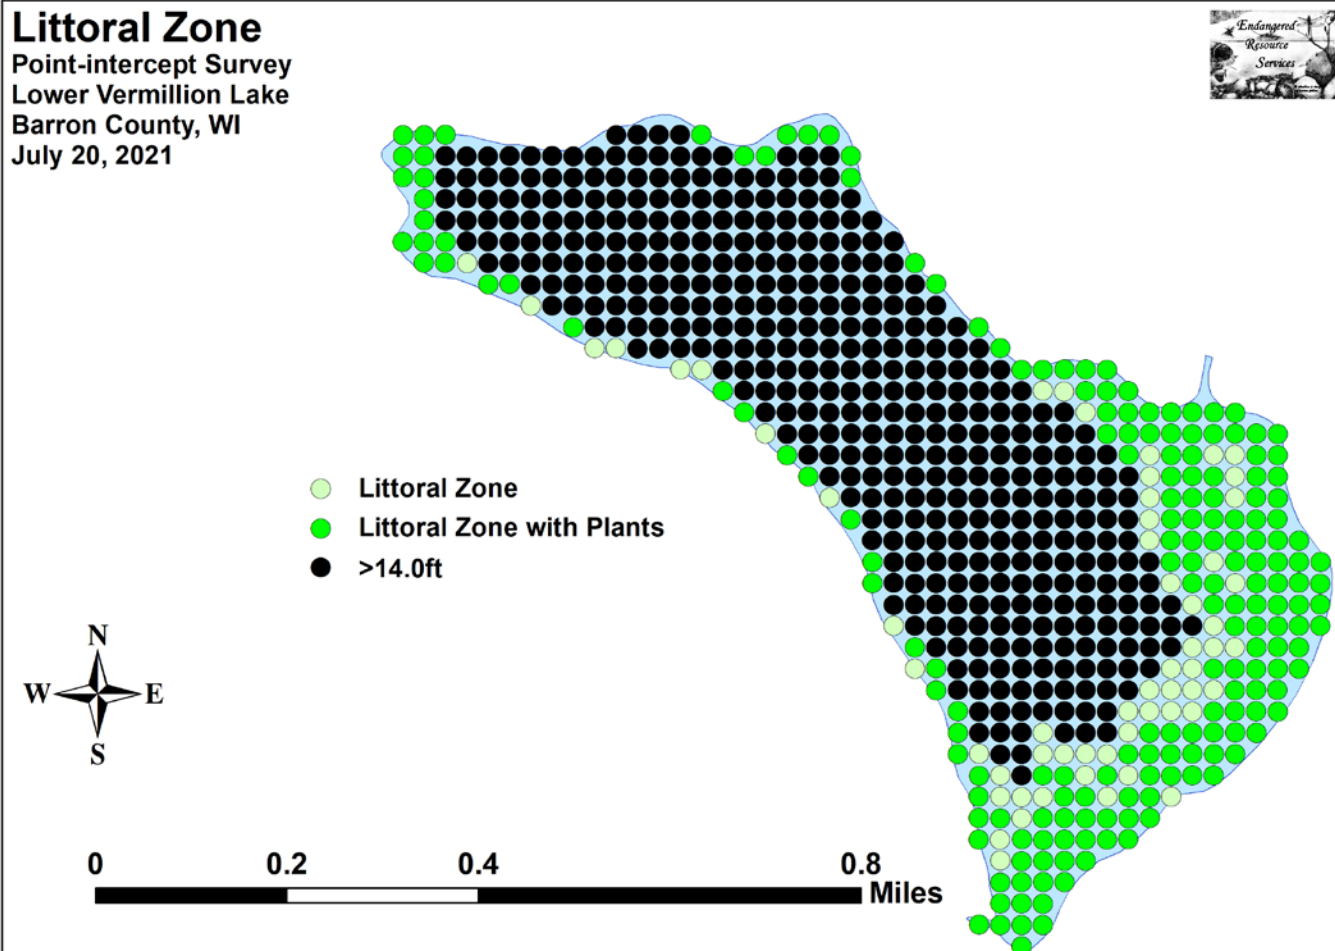 Littoral Zone
Point-intercept Survey
Lower Vermillion Lake
Barron County, WI
July 20, 2021
Endangered
Resource
Services
Littoral Zone
Littoral Zone with Plants
>14.0ft
N
W E
S
0 0.2 0.4 0.8
Miles